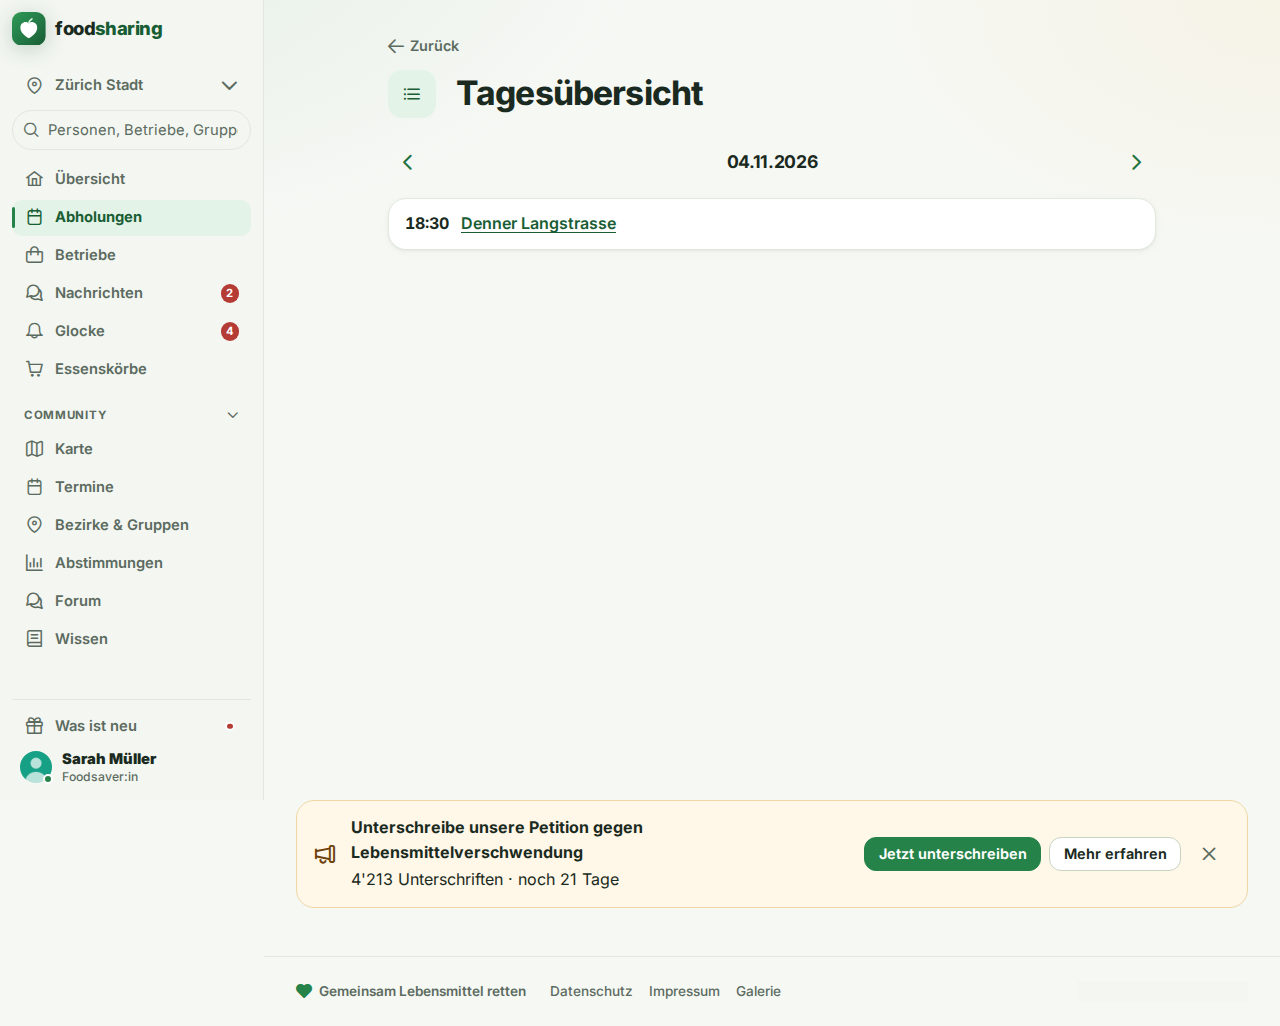 foodsharing
Zürich Stadt
Personen, Betriebe, Grupp
Übersicht
Abholungen
Betriebe
Nachrichten 2
Glocke 4
Essenskörbe
COMMUNITY
Karte
Termine
Bezirke & Gruppen
Abstimmungen
Forum
Wissen
Was ist neu
Sarah Müller
Foodsaver:in
Zurück
Tagesübersicht
04.11.2026
18:30 Denner Langstrasse
Unterschreibe unsere Petition gegen
Lebensmittelverschwendung
4'213 Unterschriften · noch 21 Tage
Jetzt unterschreiben Mehr erfahren
Gemeinsam Lebensmittel retten Datenschutz Impressum Galerie